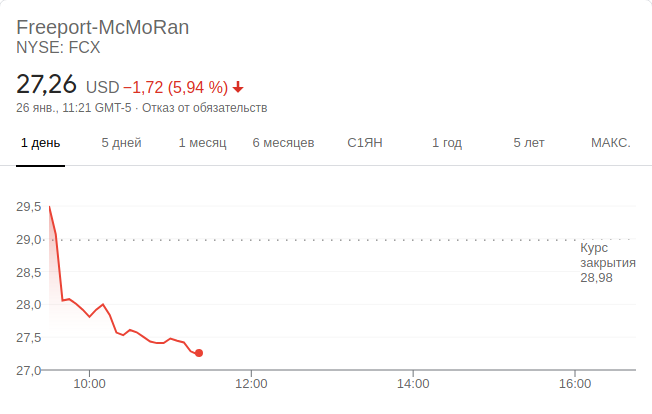 Freeport-McMoRan
NYSE: FCX
27,26 USD −1,72 (5,94 %)
26 янв., 11:21 GMT-5 · Отказ от обязательств
1 день 5 дней 1 месяц 6 месяцев С1ЯН 1 год 5 лет МАКС.
29,5
29,0
Курс
закрытия
28,98
28,5
28,0
27,5
27,0
10:00 12:00 14:00 16:00